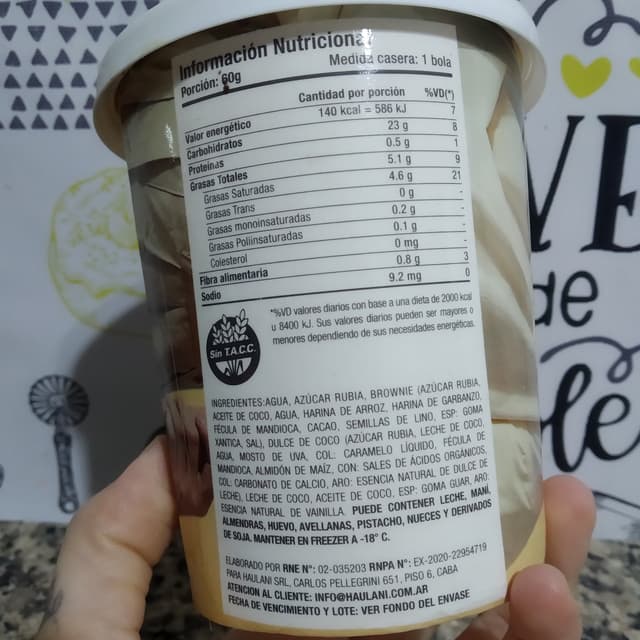 Información Nutricional
Porción: 60g Medida casera: 1 bola
Cantidad por porción %VD(*)
Valor energético 140 kcal = 586 kJ 7
Carbohidratos 23 g 8
Proteínas 0.5 g 1
Grasas Totales 5.1 g 9
Grasas Saturadas 4.6 g 21
Grasas Trans 0 g -
Grasas monoinsaturadas 0.2 g -
Grasas Poliinsaturadas 0.1 g -
Colesterol 0 mg -
Fibra alimentaria 0.8 g 3
Sodio 9.2 mg 0
*%VD valores diarios con base a una dieta de 2000 kcal
u 8400 kJ. Sus valores diarios pueden ser mayores o
menores dependiendo de sus necesidades energéticas.
Sin T.A.C.C.
INGREDIENTES:AGUA, AZÚCAR RUBIA, BROWNIE (AZÚCAR RUBIA,
ACEITE DE COCO, AGUA, HARINA DE ARROZ, HARINA DE GARBANZO,
FÉCULA DE MANDIOCA, CACAO, SEMILLAS DE LINO, ESP: GOMA
XANTICA, SAL), DULCE DE COCO (AZÚCAR RUBIA, LECHE DE COCO,
AGUA, MOSTO DE UVA, COL: CARAMELO LÍQUIDO, FÉCULA DE
MANDIOCA, ALMIDÓN DE MAÍZ, CON: SALES DE ÁCIDOS ORGÁNICOS,
COL: CARBONATO DE CALCIO, ARO: ESENCIA NATURAL DE DULCE DE
LECHE), LECHE DE COCO, ACEITE DE COCO, ESP: GOMA GUAR, ARO:
ESENCIA NATURAL DE VAINILLA. PUEDE CONTENER LECHE, MANÍ,
ALMENDRAS, HUEVO, AVELLANAS, PISTACHO, NUECES Y DERIVADOS
DE SOJA. MANTENER EN FREEZER A -18° C.
ELABORADO POR RNE N°: 02-035203 RNPA N°: EX-2020-22954719
PARA HAULANI SRL, CARLOS PELLEGRINI 651, PISO 6, CABA
ATENCION AL CLIENTE: INFO@HAULANI.COM.AR
FECHA DE VENCIMIENTO Y LOTE: VER FONDO DEL ENVASE
VE
de
le